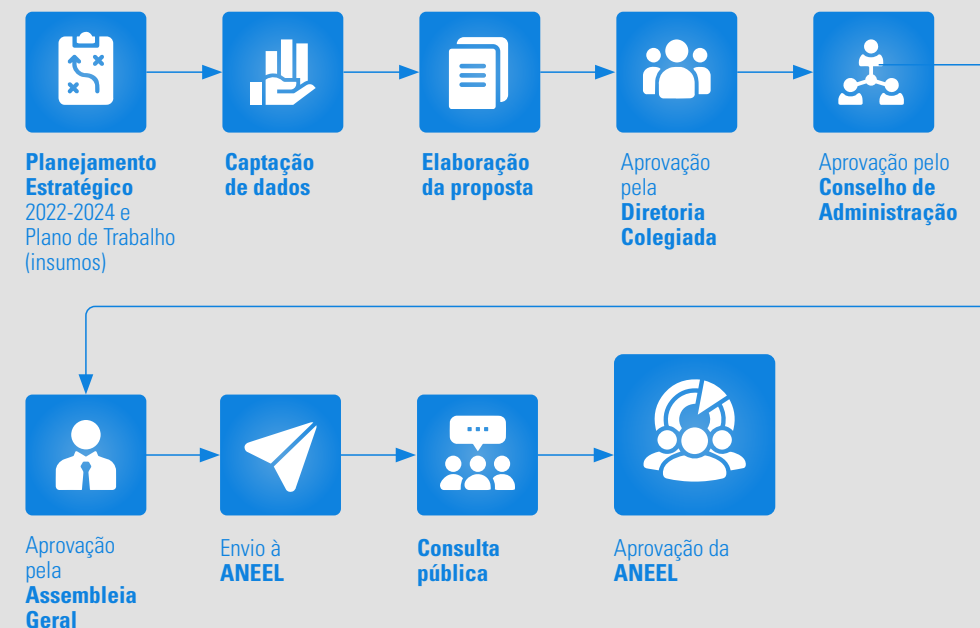 Planejamento
Estratégico
2022-2024 e
Plano de Trabalho
(insumos)
Captação
de dados
Elaboração
da proposta
Aprovação
pela
Diretoria
Colegiada
Aprovação pelo
Conselho de
Administração
Aprovação
pela
Assembleia
Geral
Envio à
ANEEL
Consulta
pública
Aprovação da
ANEEL